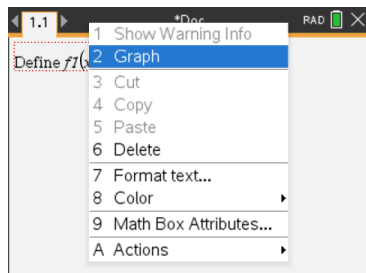 1.1 *Doc RAD
1 Show Warning Info
Define f1(x 2 Graph
3 Cut
4 Copy
5 Paste
6 Delete
7 Format text...
8 Color
9 Math Box Attributes...
A Actions